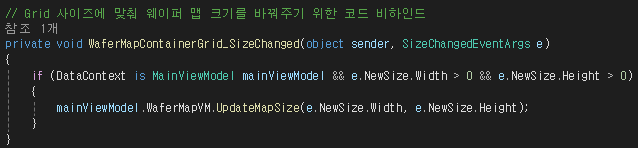 // Grid 사이즈에 맞춰 웨이퍼 맵 크기를 바꿔주기 위한 코드 비하인드
참조 1개
private void WaferMapContainerGrid_SizeChanged(object sender, SizeChangedEventArgs e)
{
    if (DataContext is MainViewModel mainViewModel && e.NewSize.Width > 0 && e.NewSize.Height > 0)
    {
        mainViewModel.WaferMapVM.UpdateMapSize(e.NewSize.Width, e.NewSize.Height);
    }
}